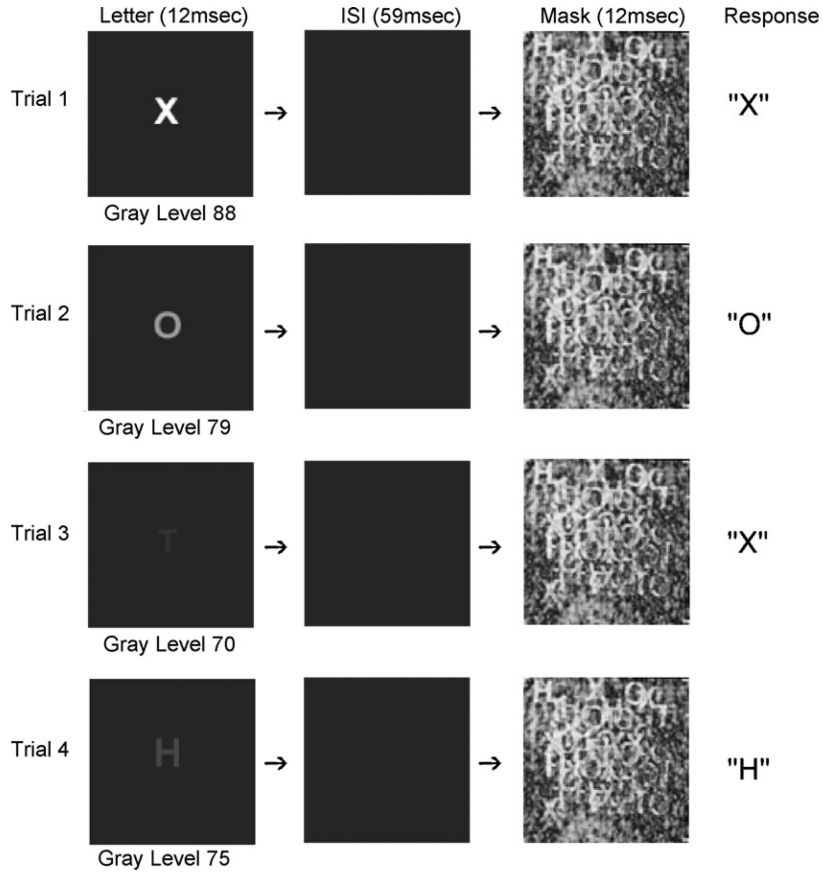 Letter (12msec) ISI (59msec) Mask (12msec) Response
Trial 1 X → → "X"
Gray Level 88
Trial 2 O → → "O"
Gray Level 79
Trial 3 T → → "X"
Gray Level 70
Trial 4 H → → "H"
Gray Level 75